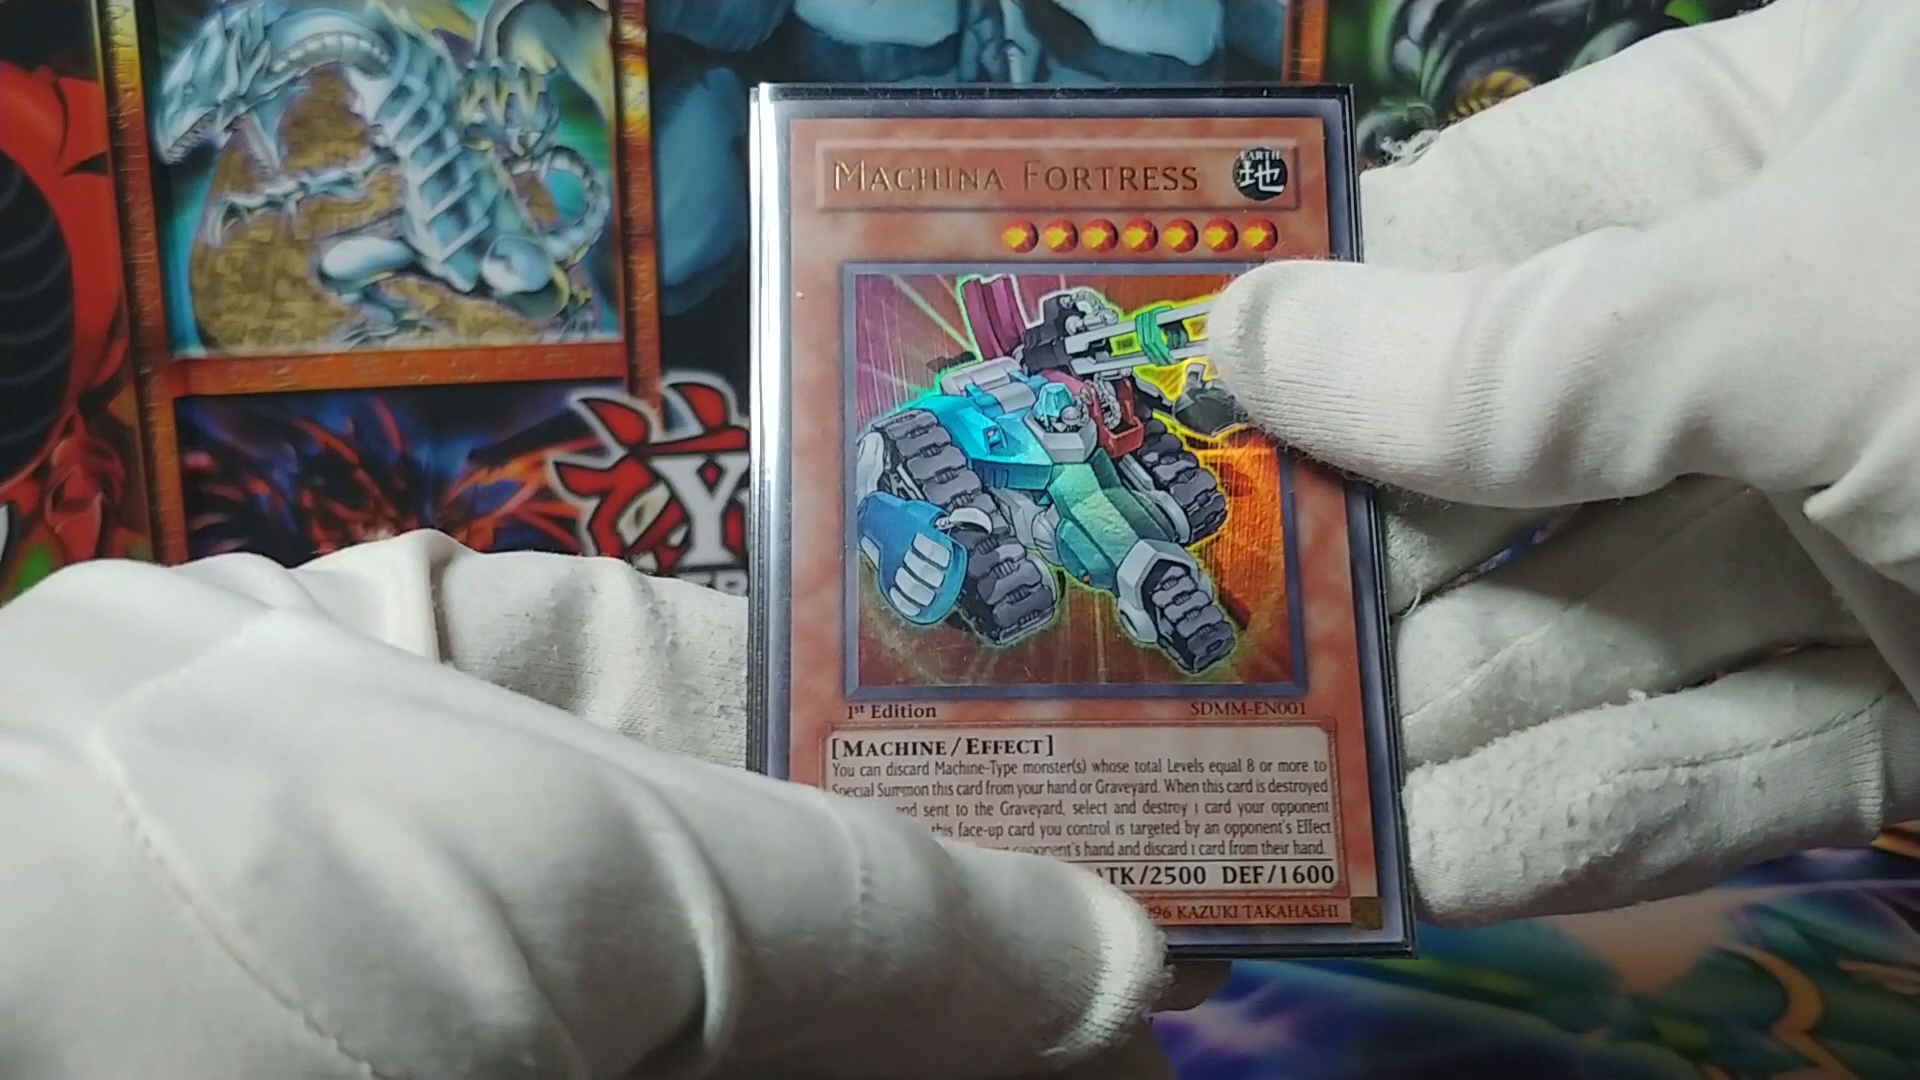 MACHINA FORTRESS
EARTH
地
1st Edition
SDMM-EN001
[MACHINE/EFFECT]
You can discard Machine-Type monster(s) whose total Levels equal 8 or more to
Special Summon this card from your hand or Graveyard. When this card is destroyed
sent to the Graveyard, select and destroy 1 card your opponent
this face-up card you control is targeted by an opponent's Effect
opponent's hand and discard 1 card from their hand.
ATK/2500 DEF/1600
96 KAZUKI TAKAHASHI